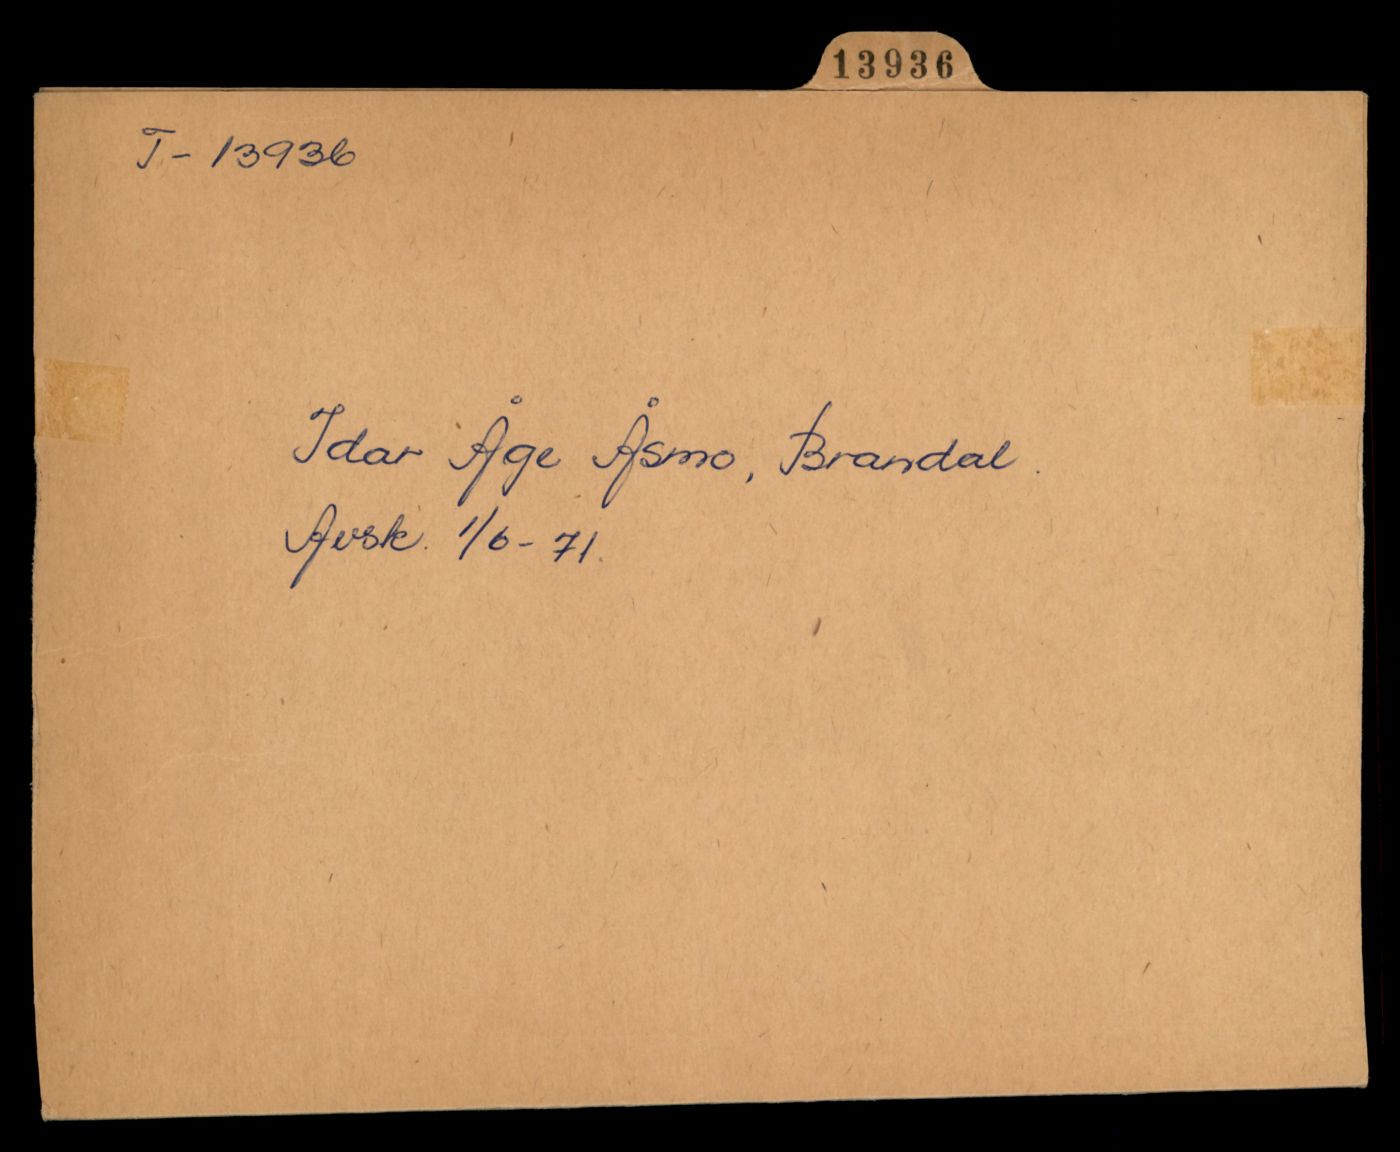 13936
T- 13936
Idar Åge Åsmo, Brandal.
Avsk. 1/6-71.